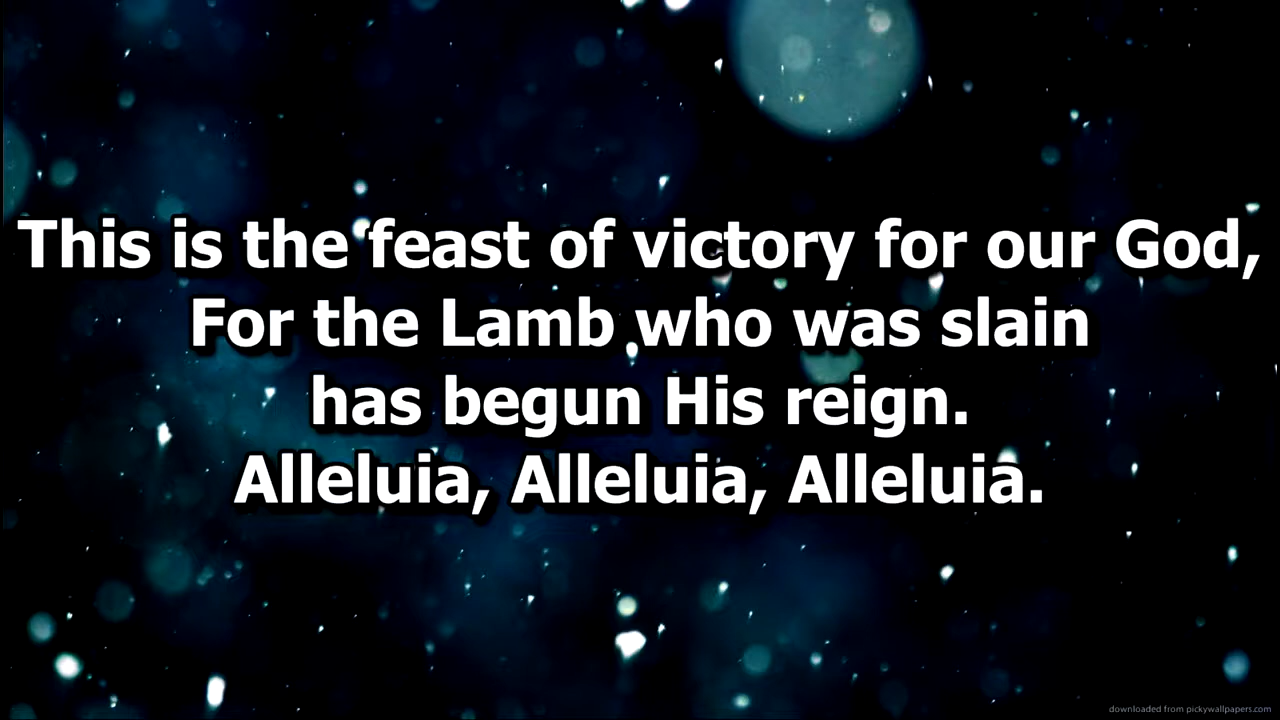 This is the feast of victory for our God,
For the Lamb who was slain
has begun His reign.
Alleluia, Alleluia, Alleluia.
downloaded from pickywallpapers.com